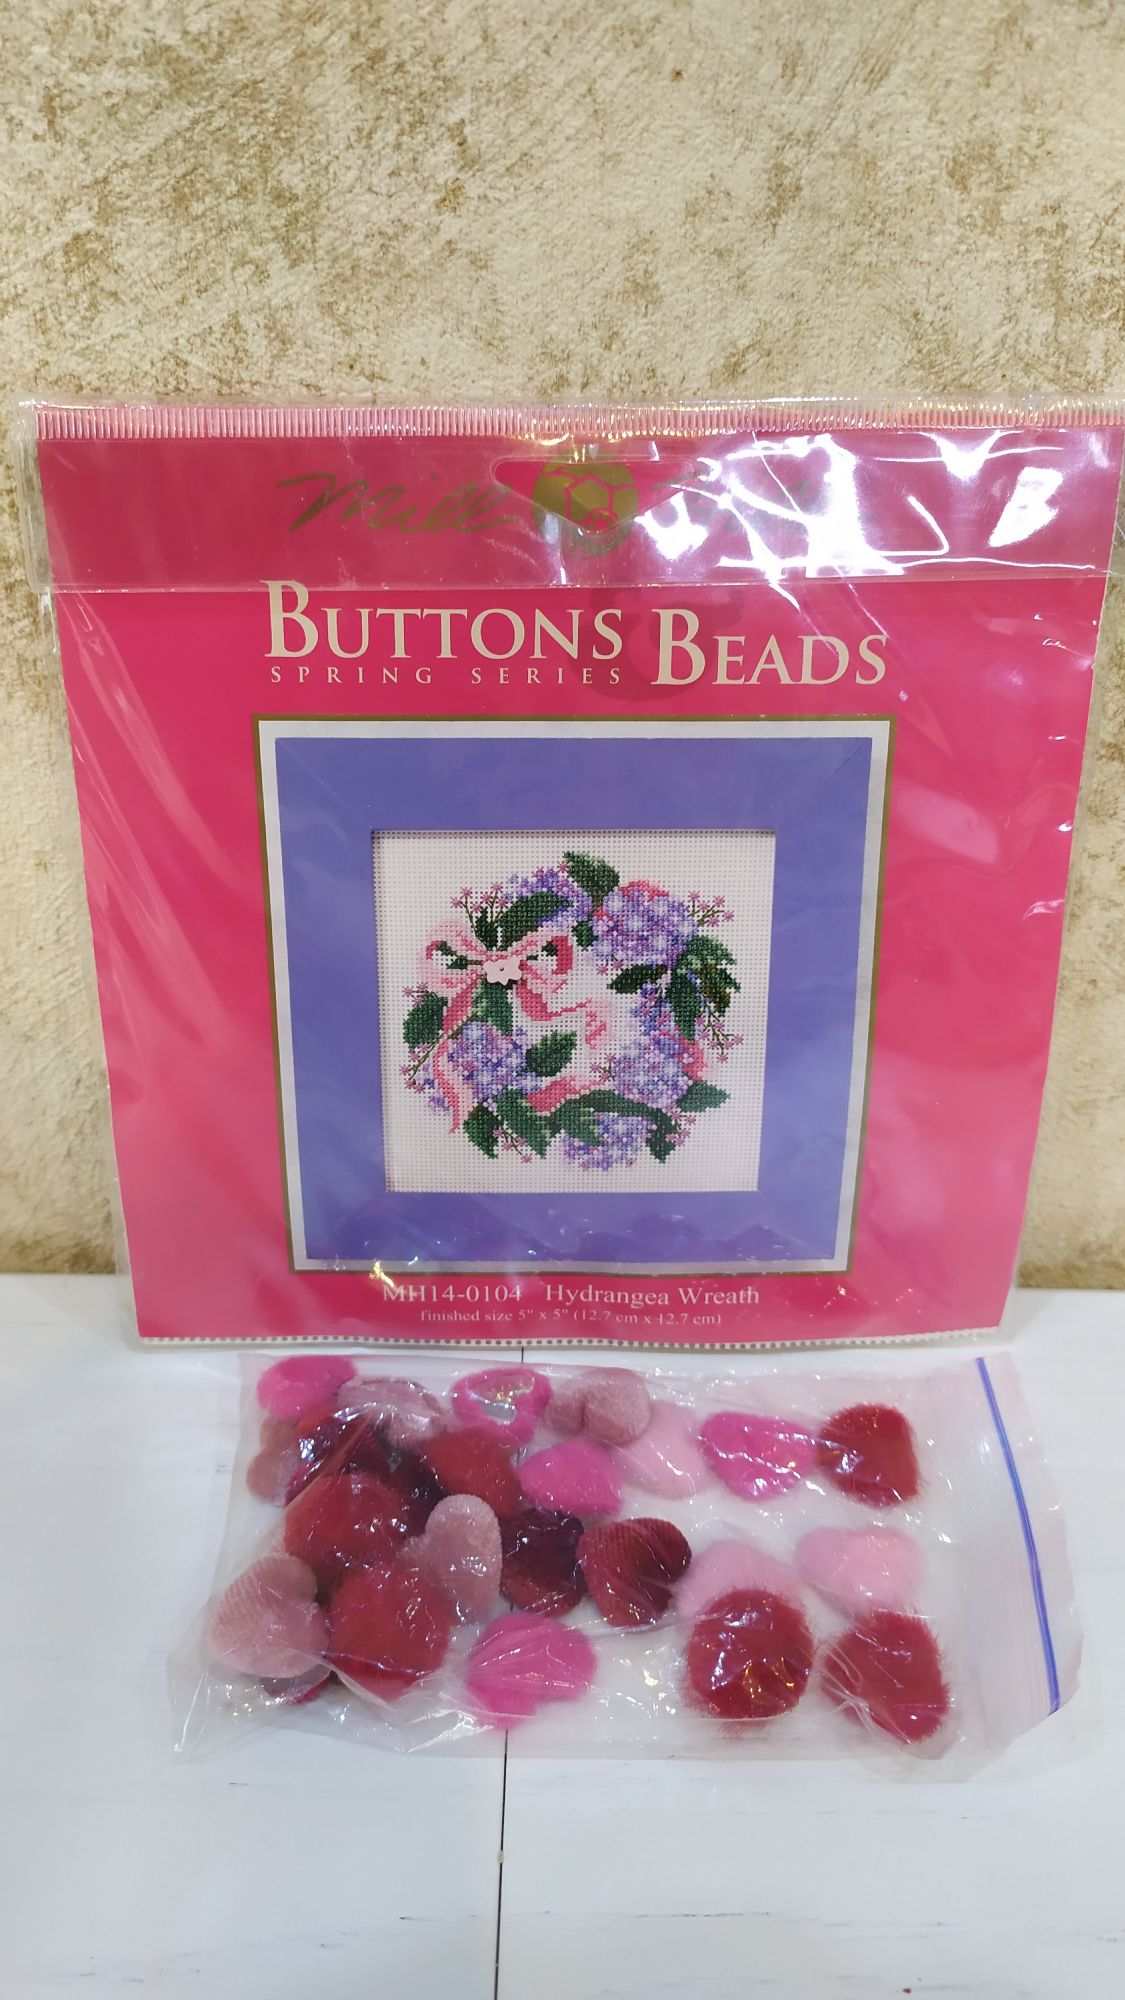 Mill
BUTTONS & BEADS
SPRING SERIES
MH14-0104 Hydrangea Wreath
finished size 5" x 5" (12.7 cm x 12.7 cm)